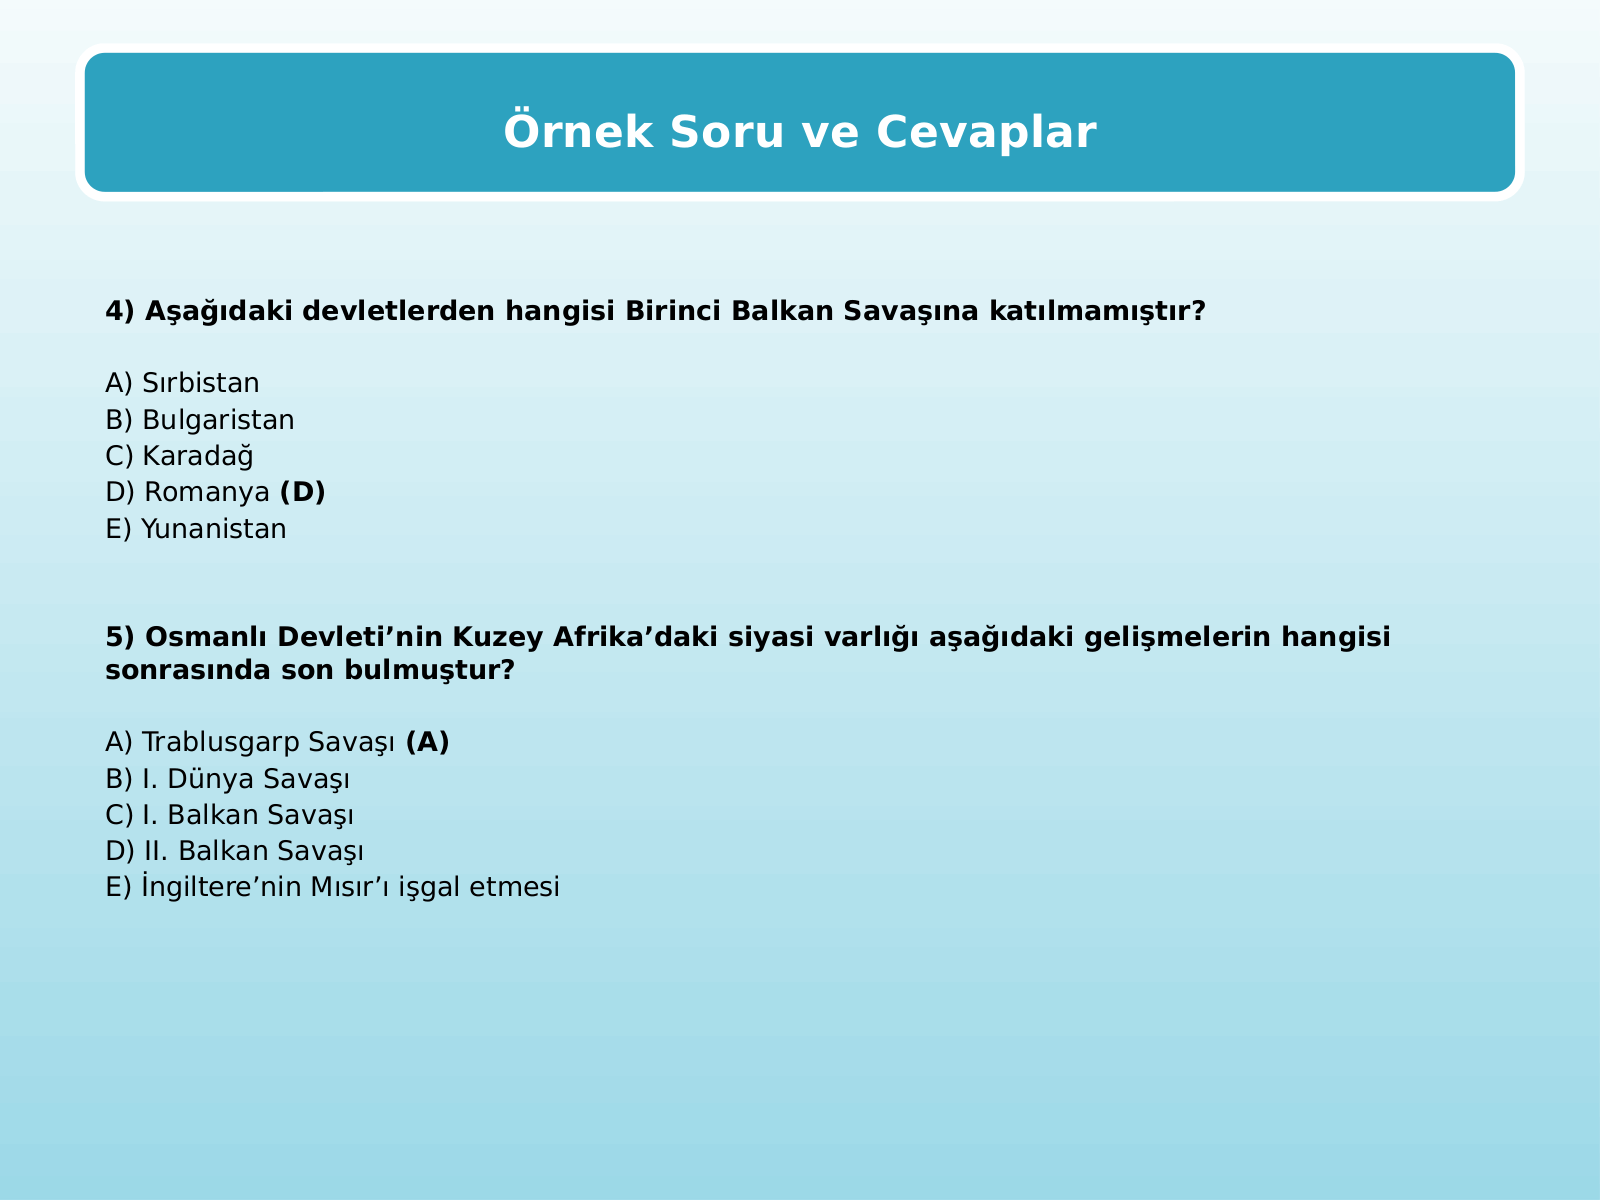 Örnek Soru ve Cevaplar
4) Aşağıdaki devletlerden hangisi Birinci Balkan Savaşına katılmamıştır?
A) Sırbistan
B) Bulgaristan
C) Karadağ
D) Romanya (D)
E) Yunanistan
5) Osmanlı Devleti’nin Kuzey Afrika’daki siyasi varlığı aşağıdaki gelişmelerin hangisi
sonrasında son bulmuştur?
A) Trablusgarp Savaşı (A)
B) I. Dünya Savaşı
C) I. Balkan Savaşı
D) II. Balkan Savaşı
E) İngiltere’nin Mısır’ı işgal etmesi